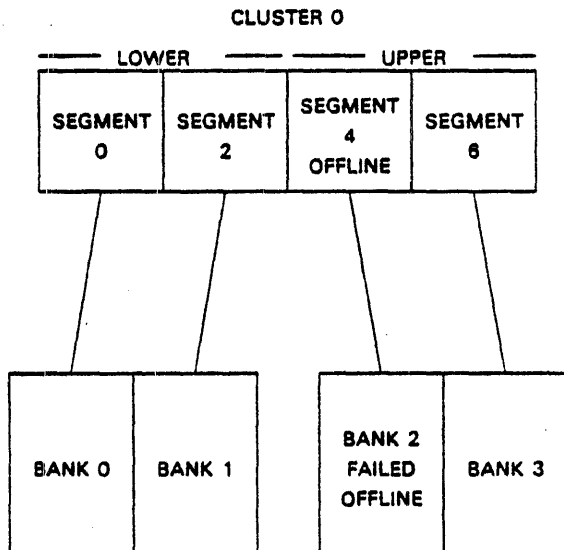 CLUSTER 0
LOWER UPPER
SEGMENT
0
SEGMENT
2
SEGMENT
4
OFFLINE
SEGMENT
6
BANK 0
BANK 1
BANK 2
FAILED
OFFLINE
BANK 3